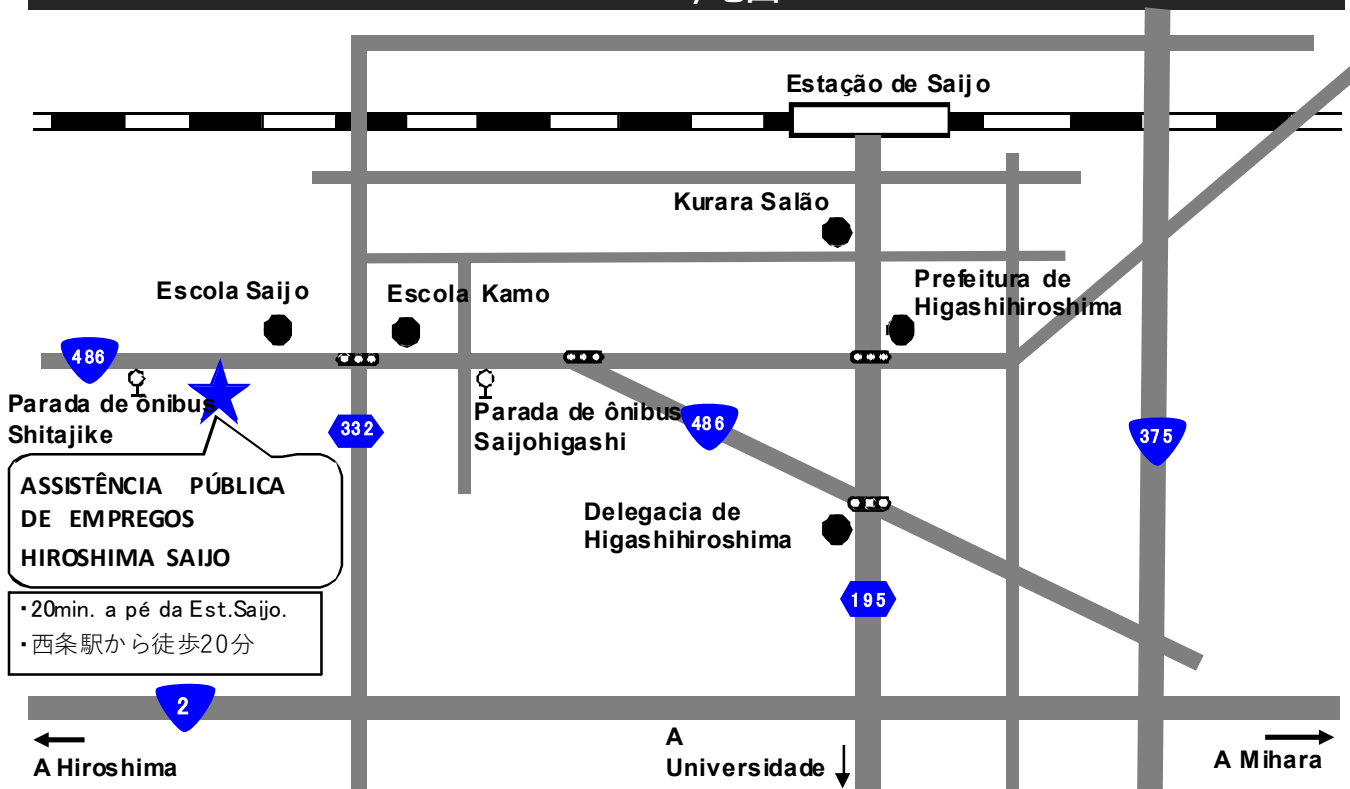 Estação de Saijo
Kurara Salão
Prefeitura de
Higashihiroshima
Escola Saijo
Escola Kamo
486
Parada de ônibus
Shitajike
332
Parada de ônibus
Saijohigashi
486
375
ASSISTÊNCIA PÚBLICA
DE EMPREGOS
HIROSHIMA SAIJO
Delegacia de
Higashihiroshima
・20min. a pé da Est.Saijo.
・西条駅から徒歩20分
195
2
A Hiroshima
A
Universidade
A Mihara